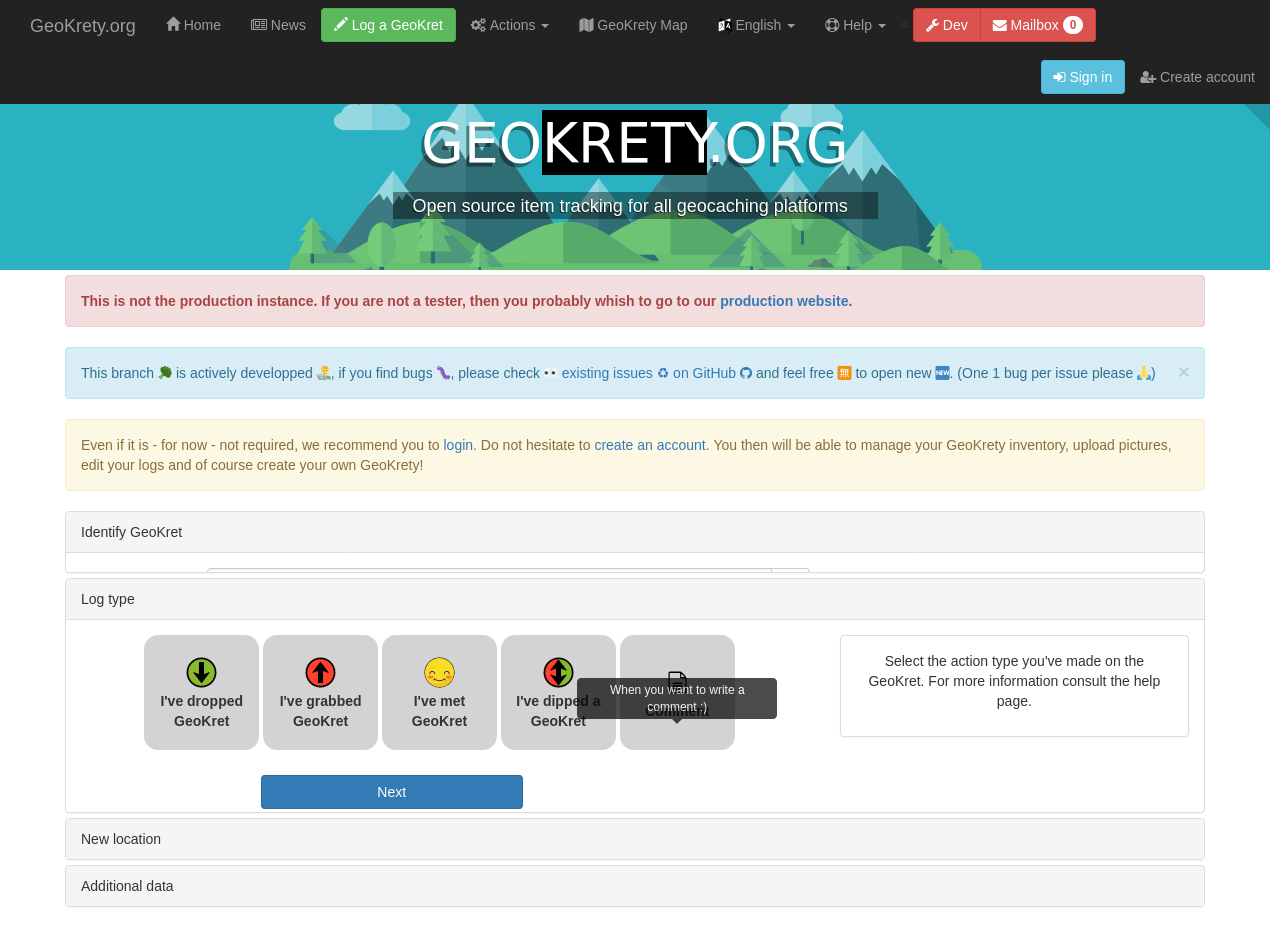 GeoKrety.org Home News Log a GeoKret Actions GeoKrety Map English Help < Dev Mailbox 0
Sign in Create account
GEOKRETY.ORG
Open source item tracking for all geocaching platforms
This is not the production instance. If you are not a tester, then you probably whish to go to our production website.
This branch 🌳 is actively developped 👨‍🔬, if you find bugs 🐛, please check 👀 existing issues ♻ on GitHub and feel free 🈚 to open new 🆕. (One 1 bug per issue please 🙏) ×
Even if it is - for now - not required, we recommend you to login. Do not hesitate to create an account. You then will be able to manage your GeoKrety inventory, upload pictures,
edit your logs and of course create your own GeoKrety!
Identify GeoKret
Log type
I've dropped
GeoKret
I've grabbed
GeoKret
I've met
GeoKret
I've dipped a
GeoKret
Comment
When you want to write a
comment :)
Select the action type you've made on the
GeoKret. For more information consult the help
page.
Next
New location
Additional data